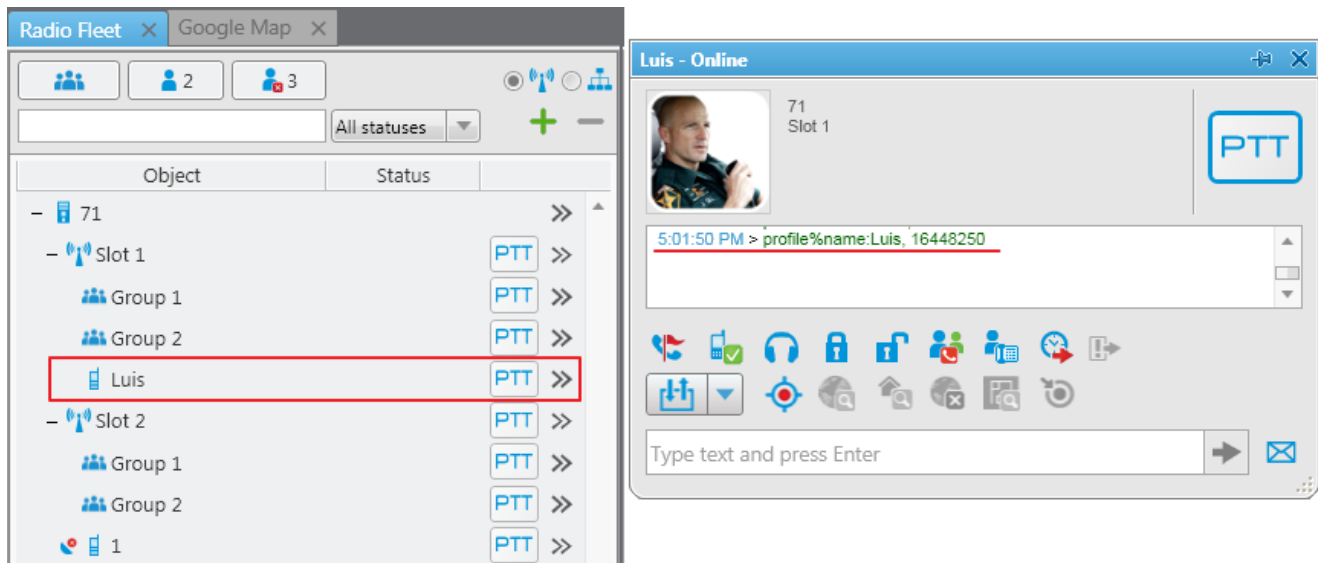 Radio Fleet
Google Map
2
3
All statuses
Object Status
71
Slot 1 PTT
Group 1 PTT
Group 2 PTT
Luis PTT
Slot 2 PTT
Group 1 PTT
Group 2 PTT
1 PTT
Luis - Online
71
Slot 1
PTT
5:01:50 PM > profile%name:Luis, 16448250
Type text and press Enter